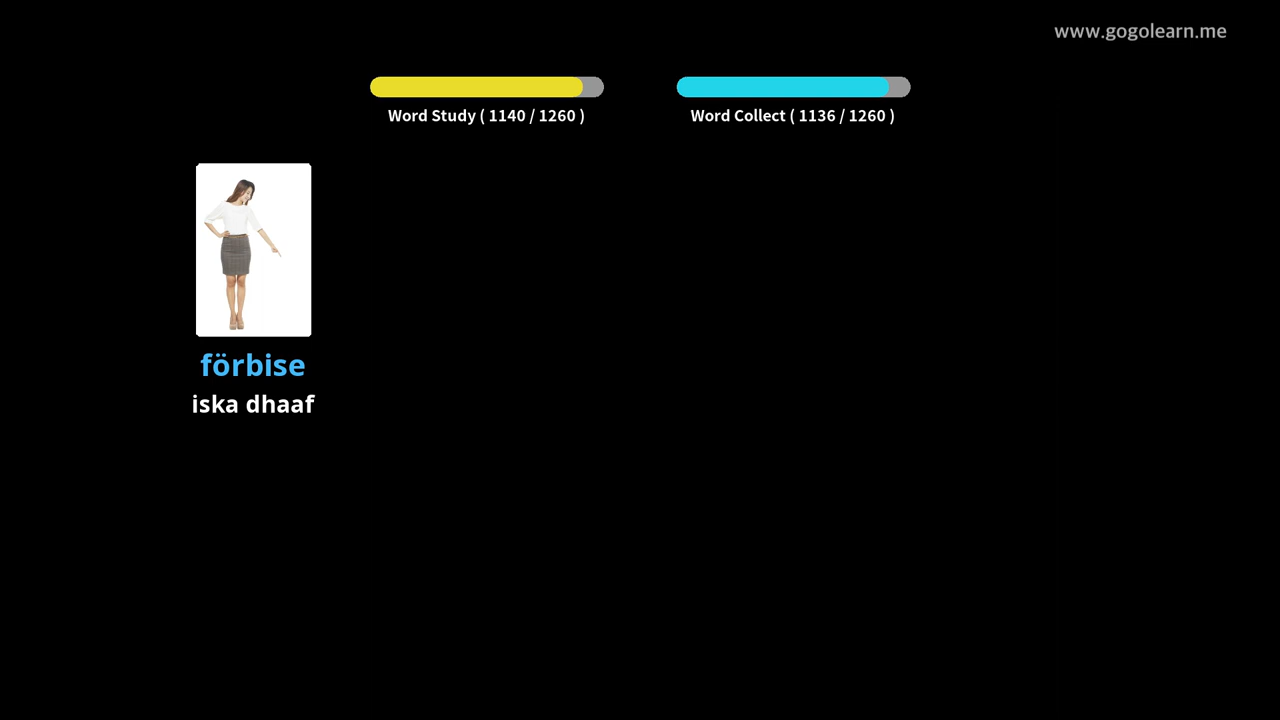 www.gogolearn.me
Word Study ( 1140 / 1260 )
Word Collect ( 1136 / 1260 )
förbise
iska dhaaf